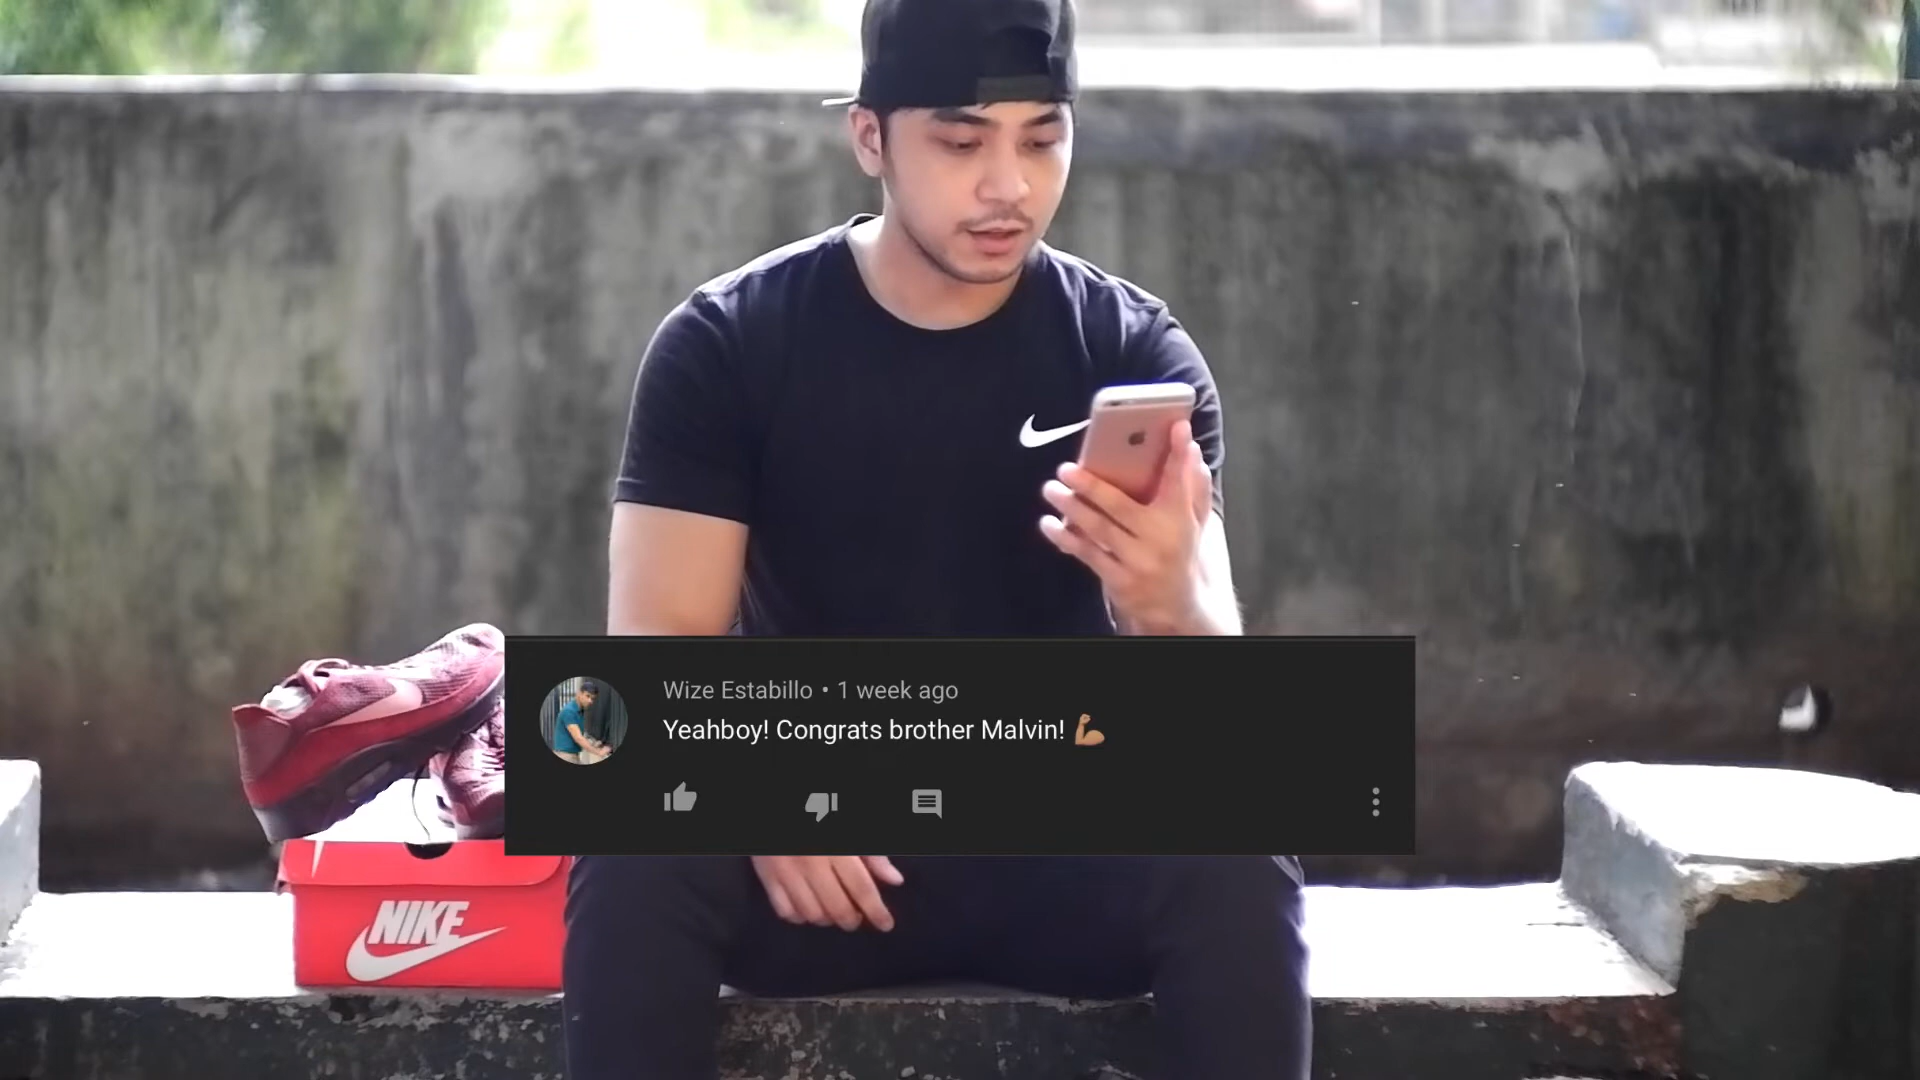 Wize Estabillo • 1 week ago
Yeahboy! Congrats brother Malvin! 💪🏽
NIKE